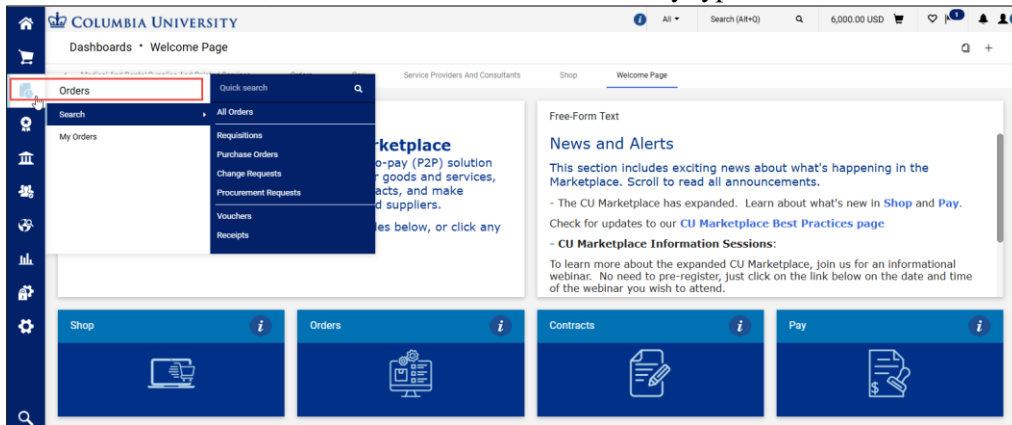 COLUMBIA UNIVERSITY
All
Search (Alt+Q)
6,000.00 USD
1
Dashboards • Welcome Page
Service Providers And Consultants
Shop
Welcome Page
Orders
Search
My Orders
Quick search
All Orders
Requisitions
Purchase Orders
Change Requests
Procurement Requests
Vouchers
Receipts
rketplace
o-pay (P2P) solution
r goods and services,
acts, and make
d suppliers.
les below, or click any
Free-Form Text
News and Alerts
This section includes exciting news about what's happening in the
Marketplace. Scroll to read all announcements.
- The CU Marketplace has expanded. Learn about what's new in Shop and Pay.
Check for updates to our CU Marketplace Best Practices page
- CU Marketplace Information Sessions:
To learn more about the expanded CU Marketplace, join us for an informational
webinar. No need to pre-register, just click on the link below on the date and time
of the webinar you wish to attend.
Shop
i
Orders
i
Contracts
i
Pay
i